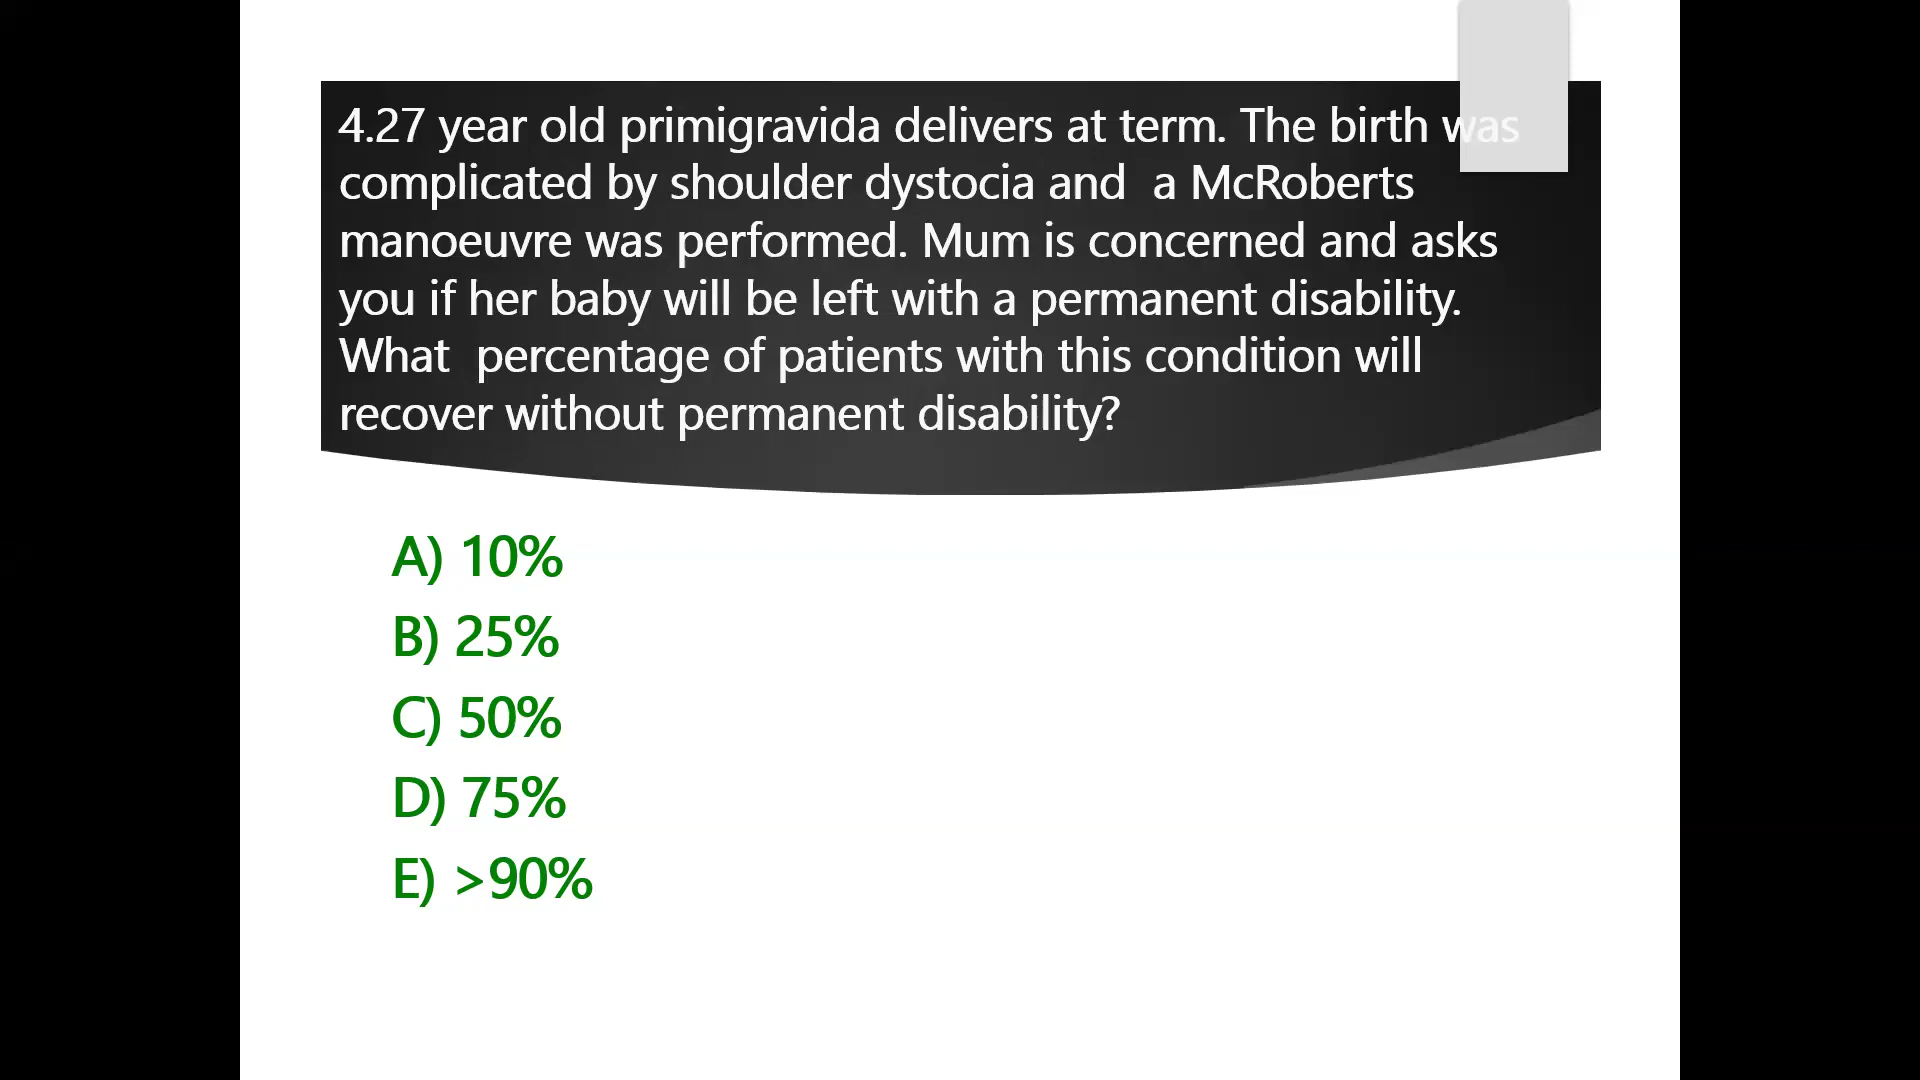 4.27 year old primigravida delivers at term. The birth was
complicated by shoulder dystocia and  a McRoberts
manoeuvre was performed. Mum is concerned and asks
you if her baby will be left with a permanent disability.
What  percentage of patients with this condition will
recover without permanent disability?
A) 10%
B) 25%
C) 50%
D) 75%
E) >90%